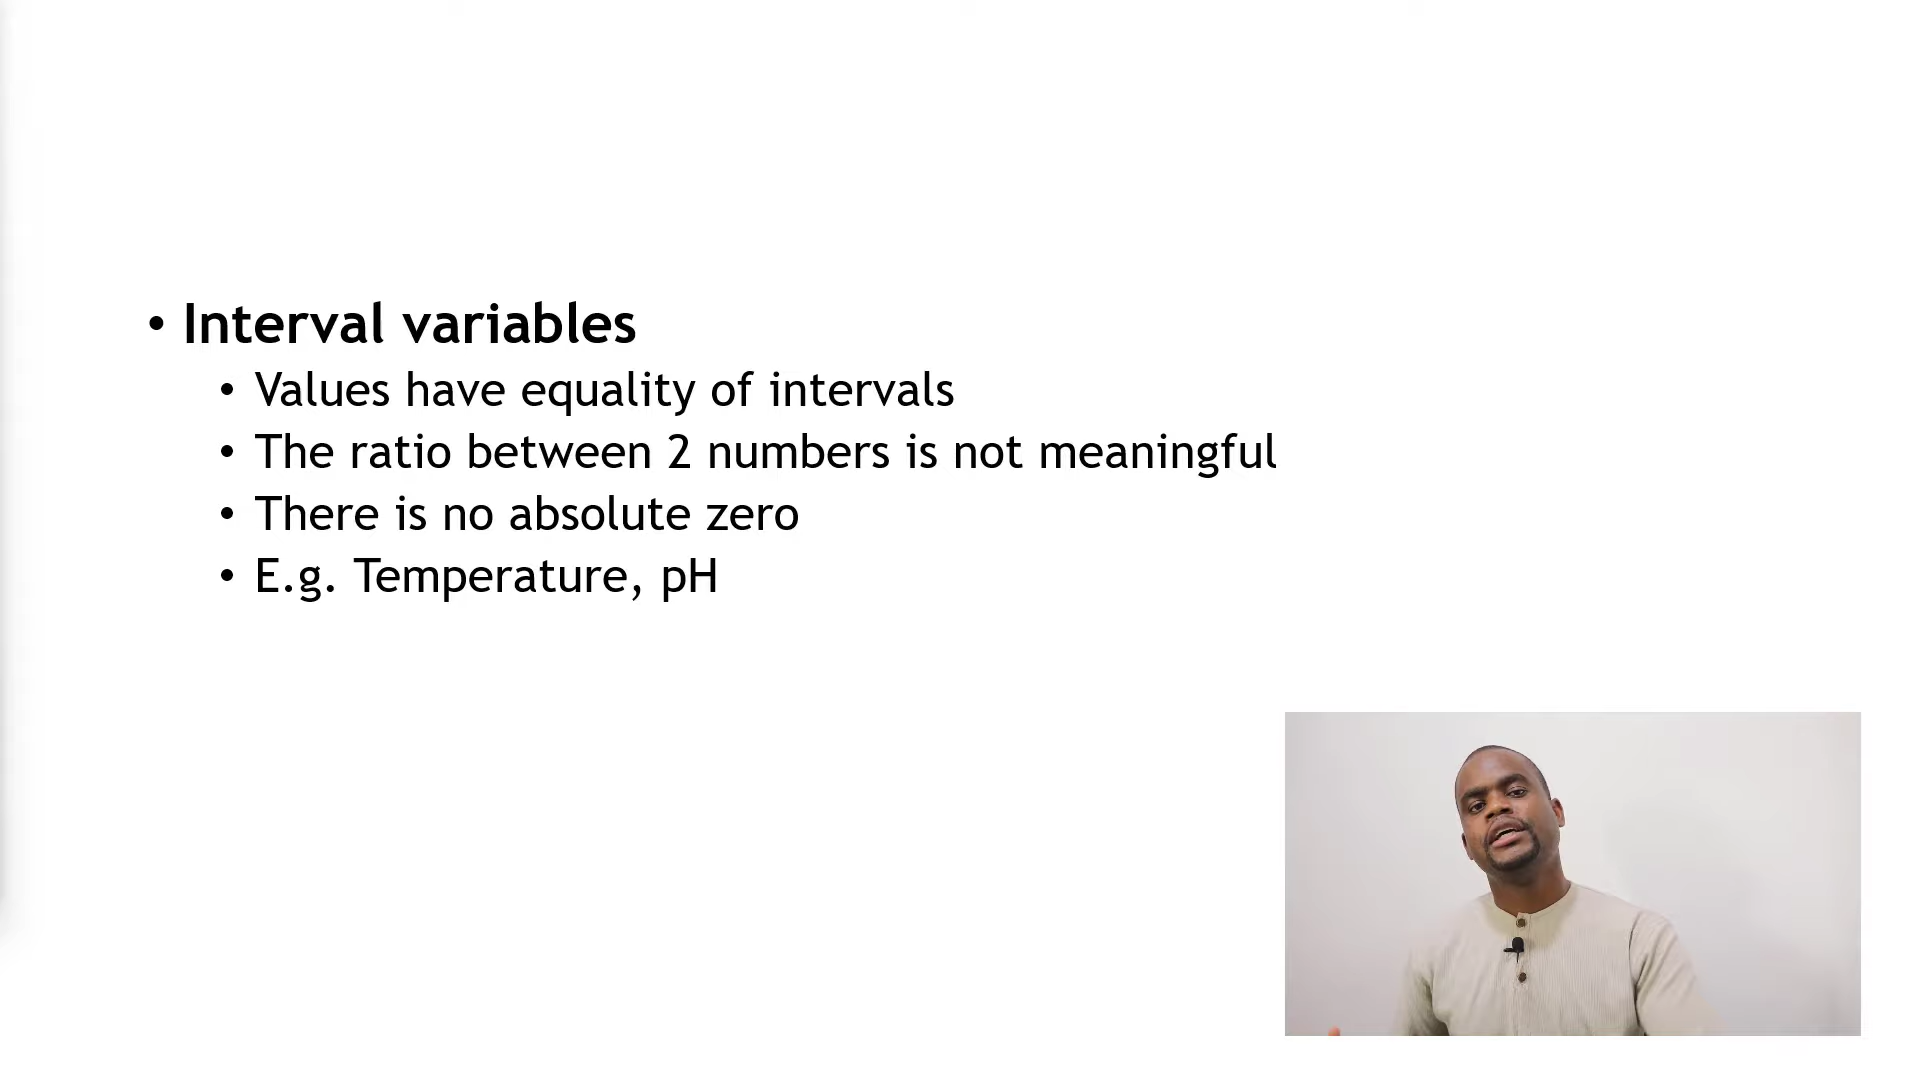 • Interval variables
• Values have equality of intervals
• The ratio between 2 numbers is not meaningful
• There is no absolute zero
• E.g. Temperature, pH